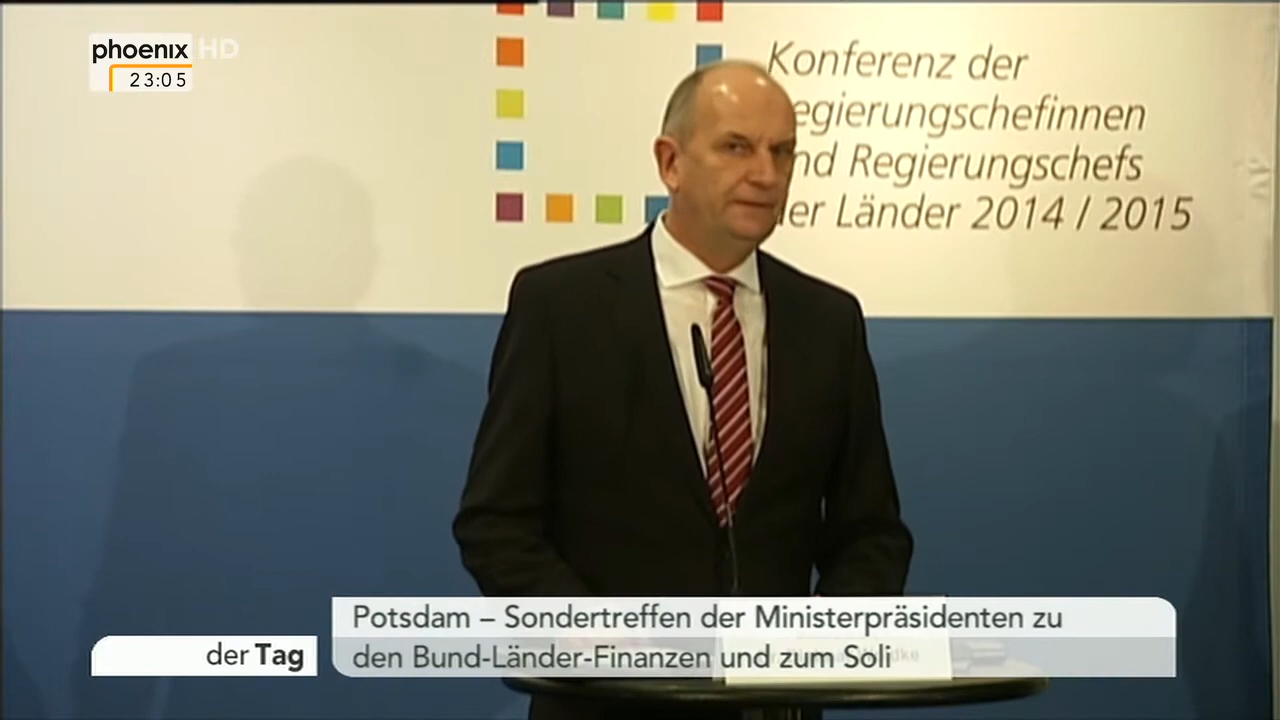 phoenix HD
23:05
Konferenz der
egierungschefinnen
nd Regierungschefs
er Länder 2014 / 2015
Potsdam – Sondertreffen der Ministerpräsidenten zu
der Tag
den Bund-Länder-Finanzen und zum Soli